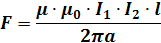 F = μ · μ₀ · I₁ · I₂ · l / 2πa